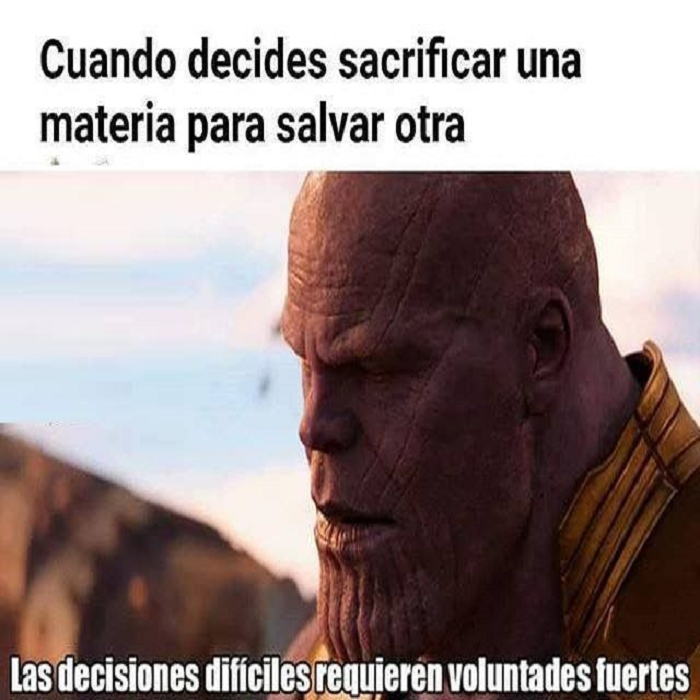 Cuando decides sacrificar una
materia para salvar otra
Las decisiones difíciles requieren voluntades fuertes